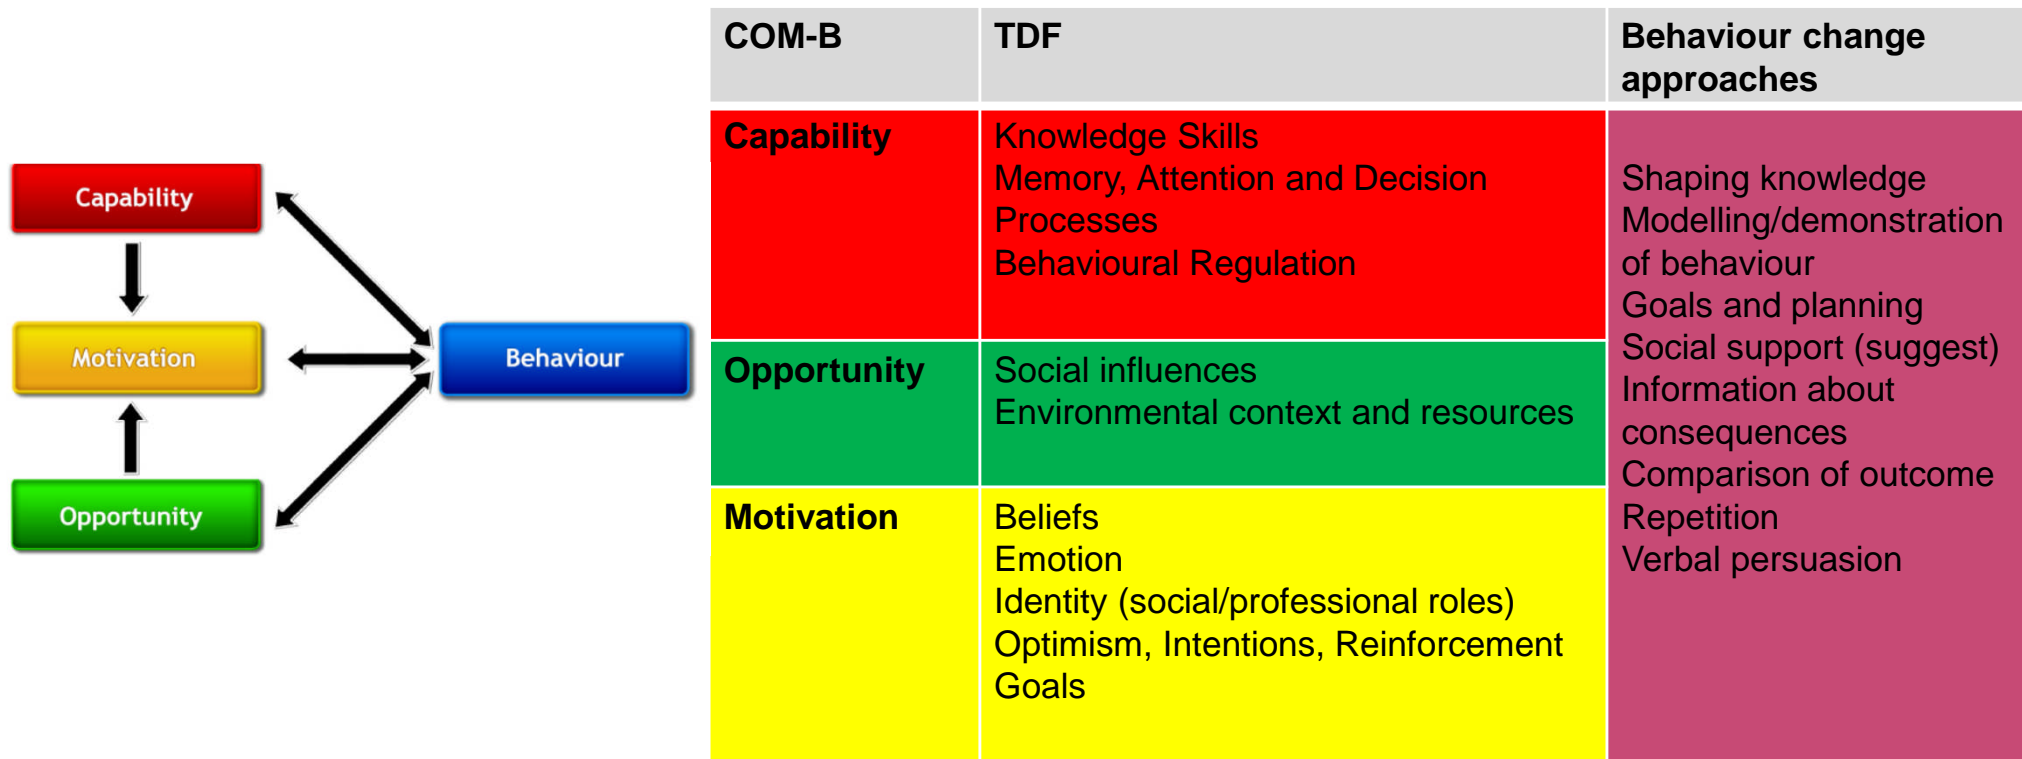 Capability
Motivation
Opportunity
Behaviour
COM-B
TDF
Behaviour change
approaches
Capability
Knowledge Skills
Memory, Attention and Decision
Processes
Behavioural Regulation
Opportunity
Social influences
Environmental context and resources
Motivation
Beliefs
Emotion
Identity (social/professional roles)
Optimism, Intentions, Reinforcement
Goals
Shaping knowledge
Modelling/demonstration
of behaviour
Goals and planning
Social support (suggest)
Information about
consequences
Comparison of outcome
Repetition
Verbal persuasion